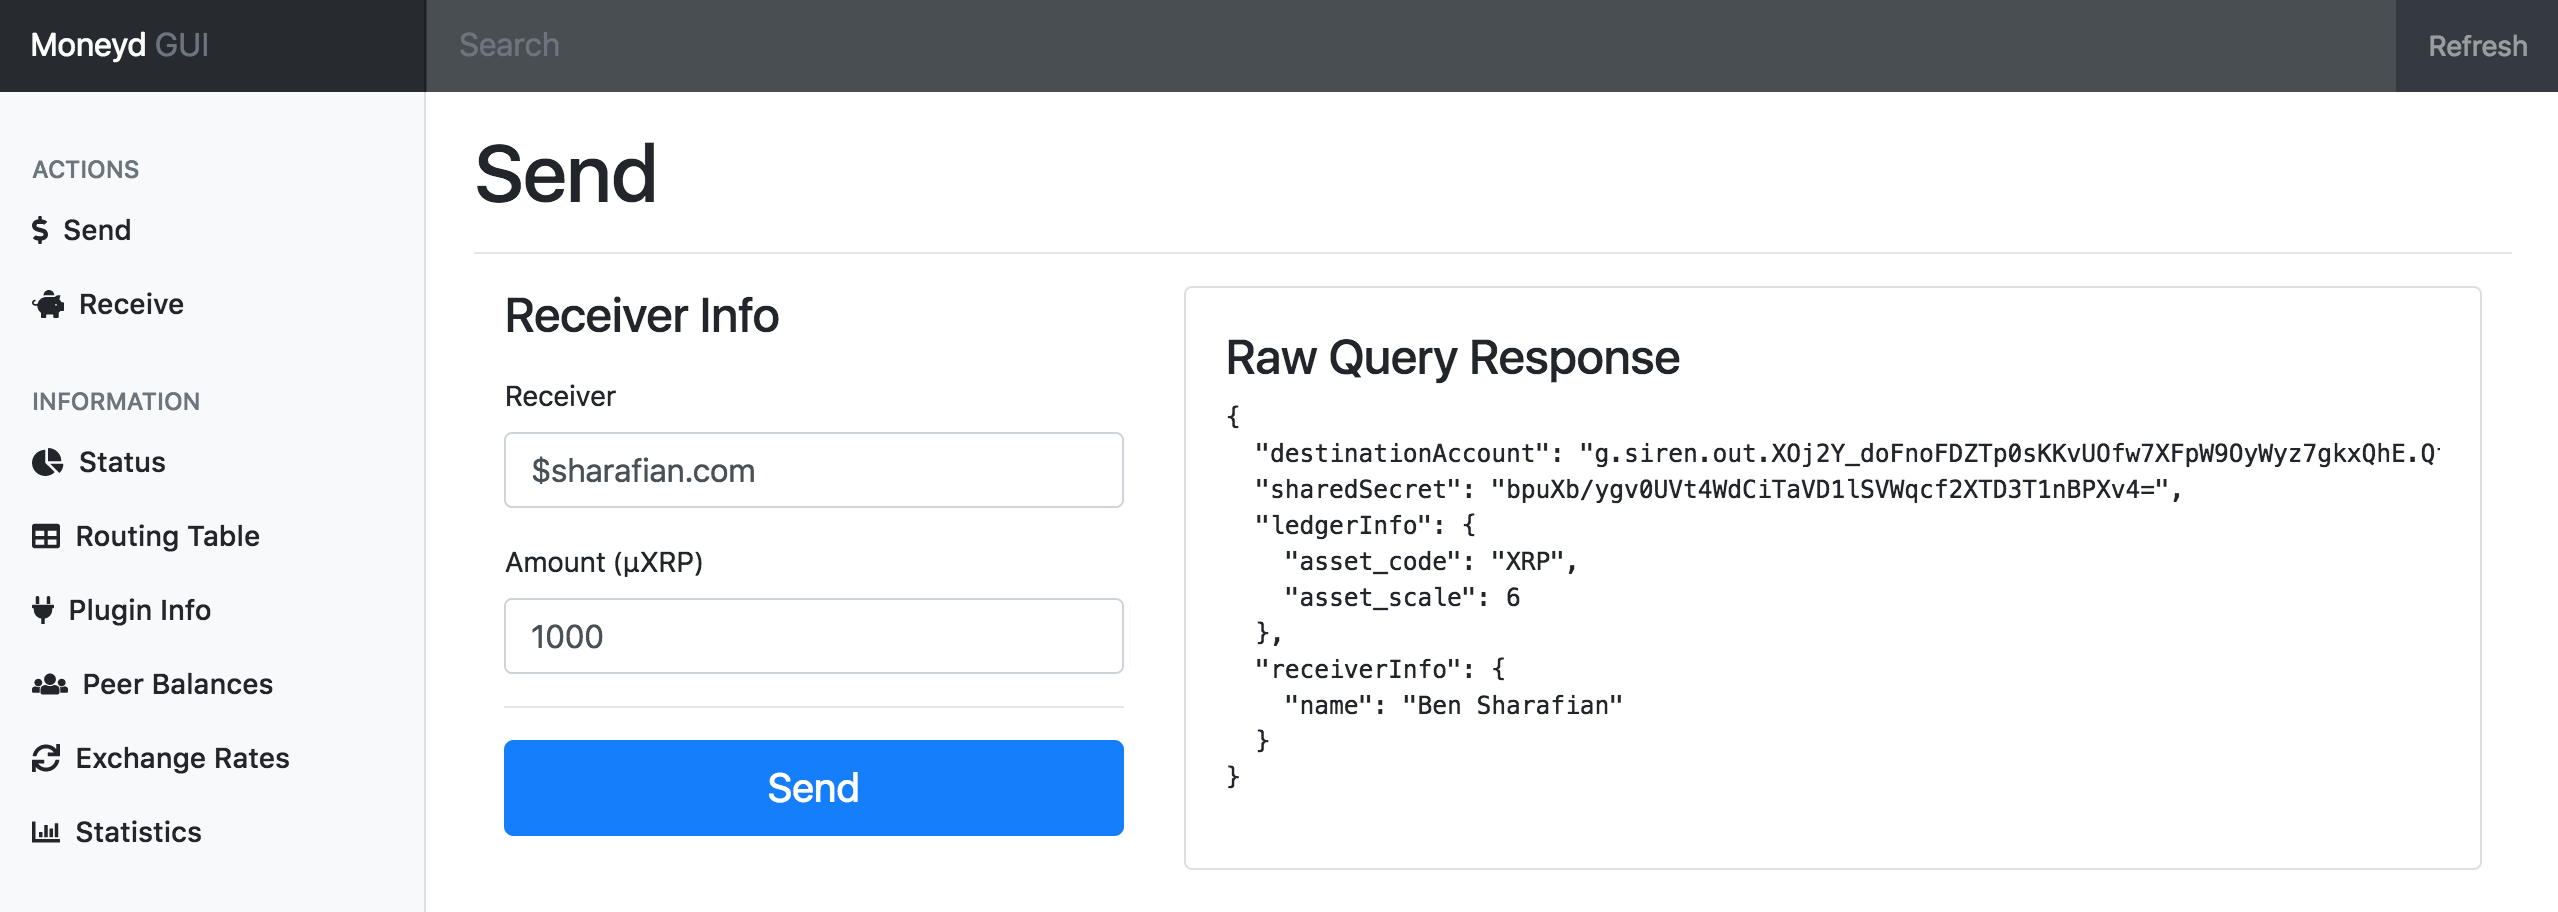 Moneyd GUI
Search
Refresh
ACTIONS
Send
Receive
INFORMATION
Status
Routing Table
Plugin Info
Peer Balances
Exchange Rates
Statistics
Send
Receiver Info
Receiver
$sharafian.com
Amount (µXRP)
1000
Send
Raw Query Response
{
  "destinationAccount": "g.siren.out.XOj2Y_doFnoFDZTp0sKKvUOfw7XFpW9OyWyz7gkxQhE.Q
  "sharedSecret": "bpuXb/ygv0UVt4WdCiTaVD1lSVWqcf2XTD3T1nBPXv4=",
  "ledgerInfo": {
    "asset_code": "XRP",
    "asset_scale": 6
  },
  "receiverInfo": {
    "name": "Ben Sharafian"
  }
}